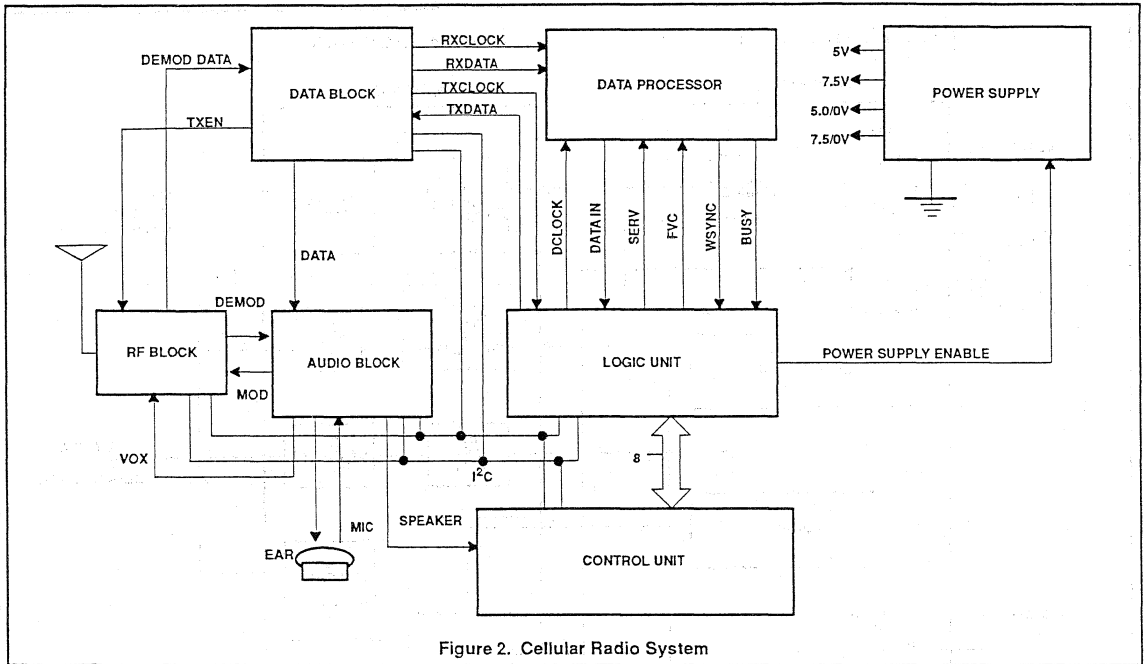 RXCLOCK
DEMOD DATA
RXDATA
5V
DATA BLOCK
TXCLOCK
DATA PROCESSOR
7.5V
POWER SUPPLY
TXEN
TXDATA
5.0/0V
7.5/0V
DCLOCK
DATA IN
SERV
FVC
WSYNC
BUSY
DATA
DEMOD
RF BLOCK
AUDIO BLOCK
LOGIC UNIT
POWER SUPPLY ENABLE
MOD
VOX
I²C
8
MIC
SPEAKER
EAR
CONTROL UNIT
Figure 2. Cellular Radio System